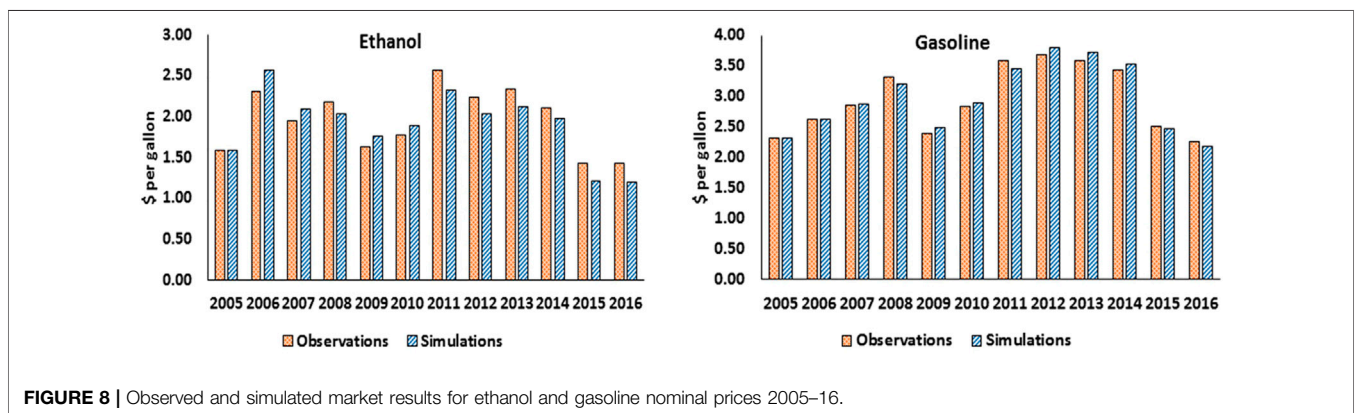 Ethanol
$ per gallon
3.00
2.50
2.00
1.50
1.00
0.50
0.00
2005 2006 2007 2008 2009 2010 2011 2012 2013 2014 2015 2016
Observations Simulations
Gasoline
$ per gallon
4.00
3.50
3.00
2.50
2.00
1.50
1.00
0.50
0.00
2005 2006 2007 2008 2009 2010 2011 2012 2013 2014 2015 2016
Observations Simulations
FIGURE 8 | Observed and simulated market results for ethanol and gasoline nominal prices 2005–16.